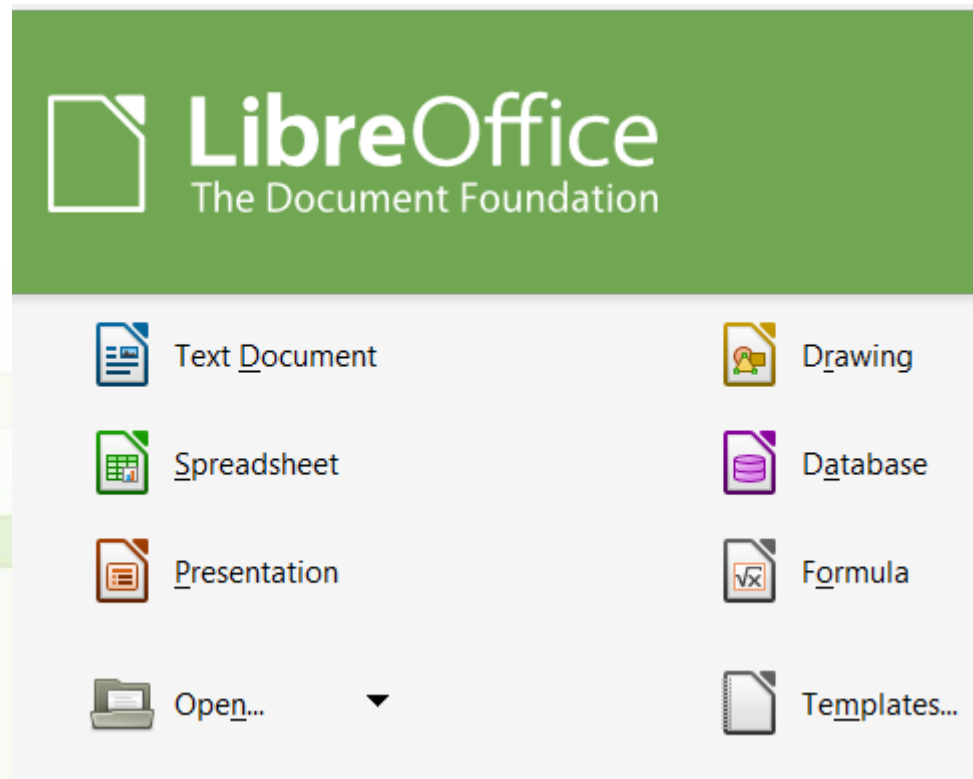 LibreOffice
The Document Foundation
Text Document
Drawing
Spreadsheet
Database
Presentation
Formula
Open...
Templates...